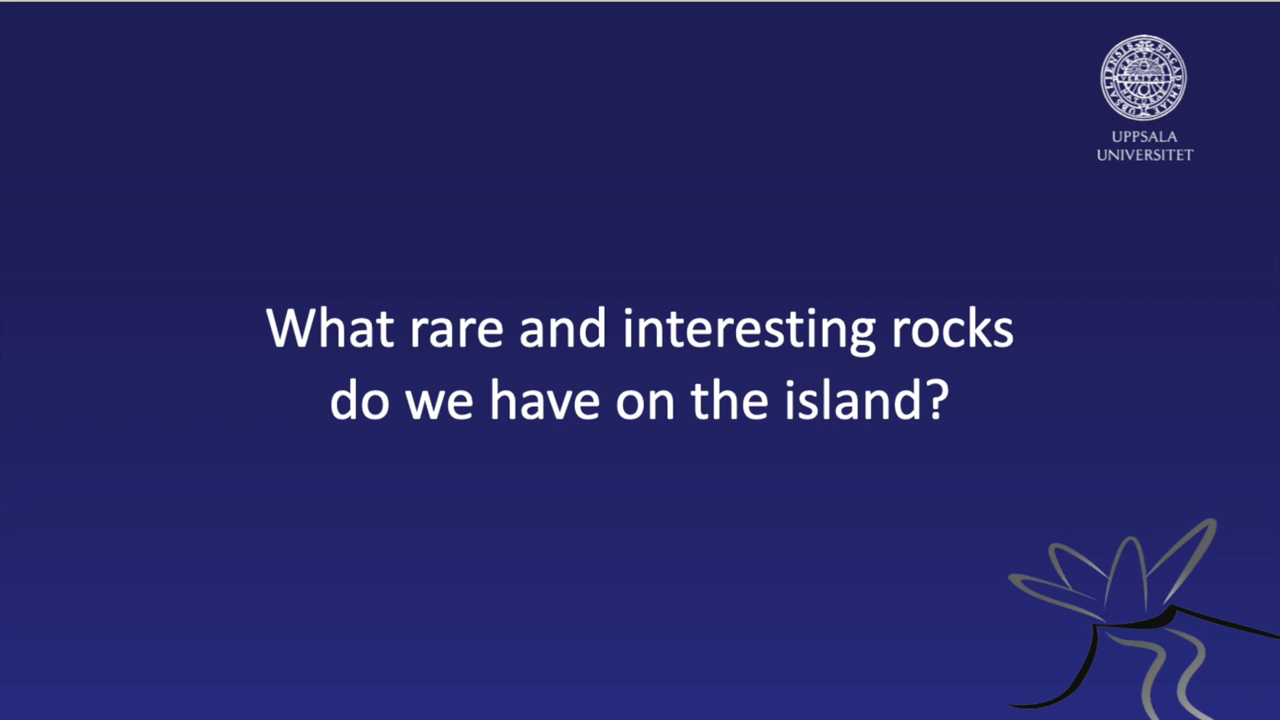 UPPSALA
UNIVERSITET
What rare and interesting rocks
do we have on the island?